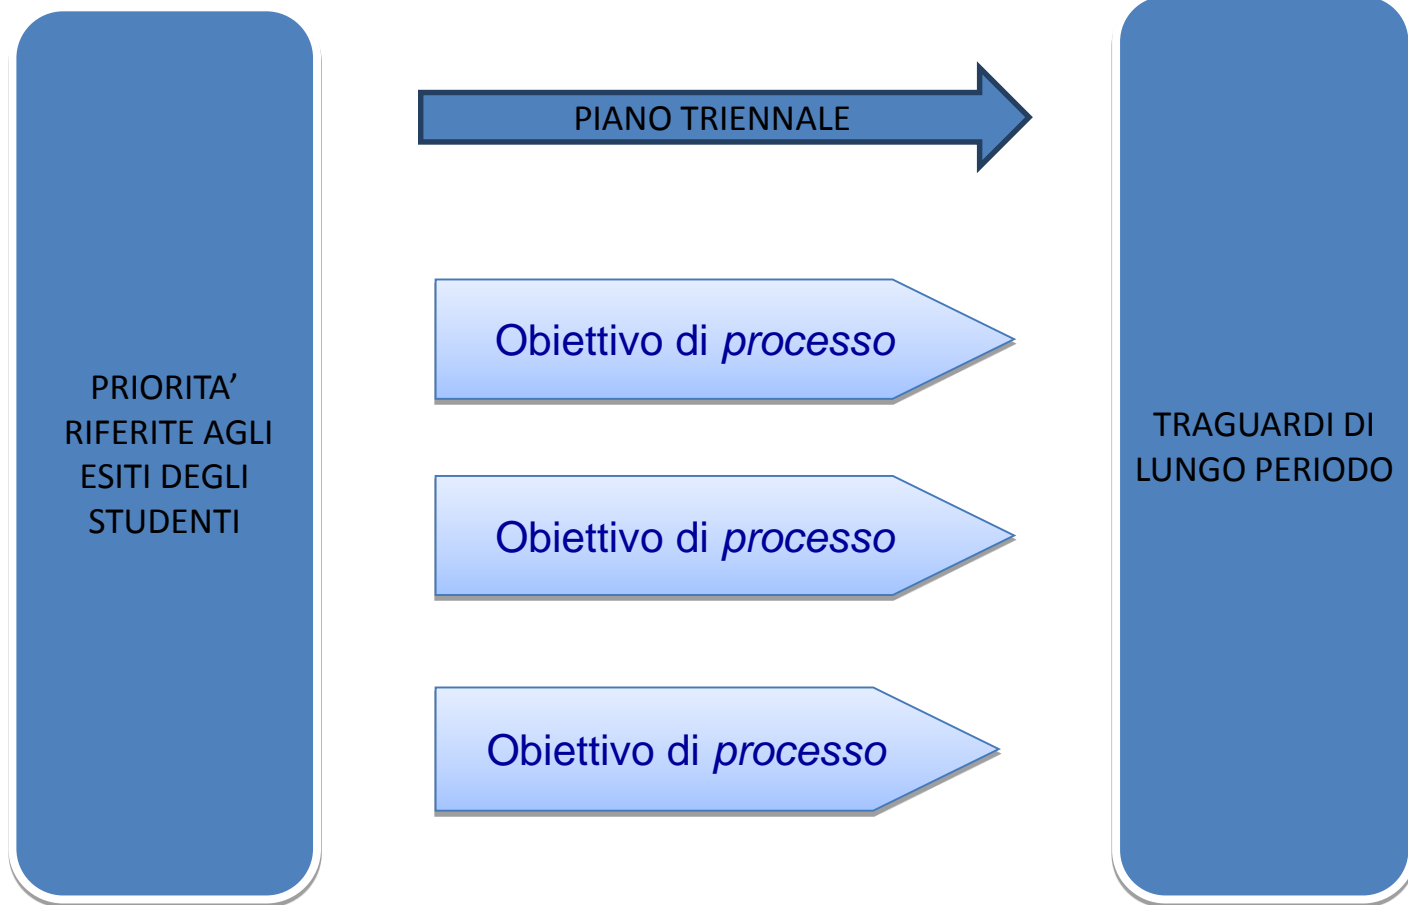 PIANO TRIENNALE
PRIORITA’
RIFERITE AGLI
ESITI DEGLI
STUDENTI
Obiettivo di processo
Obiettivo di processo
Obiettivo di processo
TRAGUARDI DI
LUNGO PERIODO